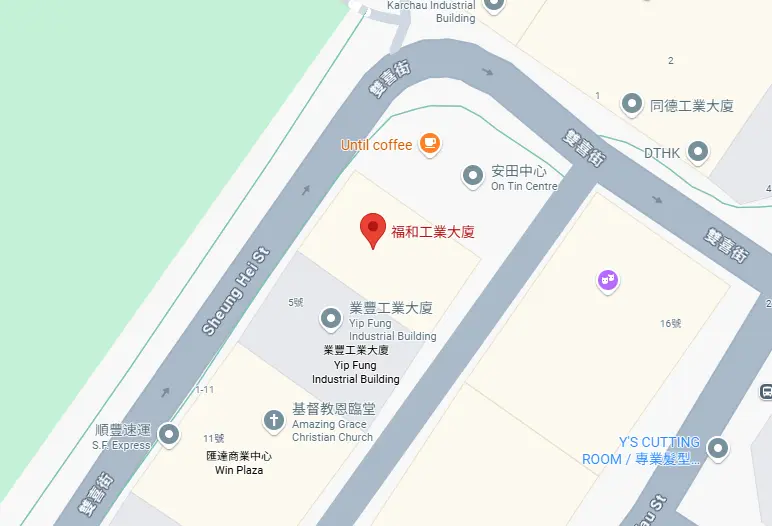 Karchau Industrial
Building
雙喜街
2
1
同德工業大廈
Until coffee
雙喜街
DTHK
安田中心
On Tin Centre
4
福和工業大廈
雙喜街
Sheung Hei St
5號
業豐工業大廈
Yip Fung
Industrial Building
業豐工業大廈
Yip Fung
Industrial Building
16號
2
1-11
基督教恩臨堂
Amazing Grace
Christian Church
順豐速運
S.F. Express
11號
匯達商業中心
Win Plaza
Y'S CUTTING
ROOM / 專業髮型...
雙喜街
au St